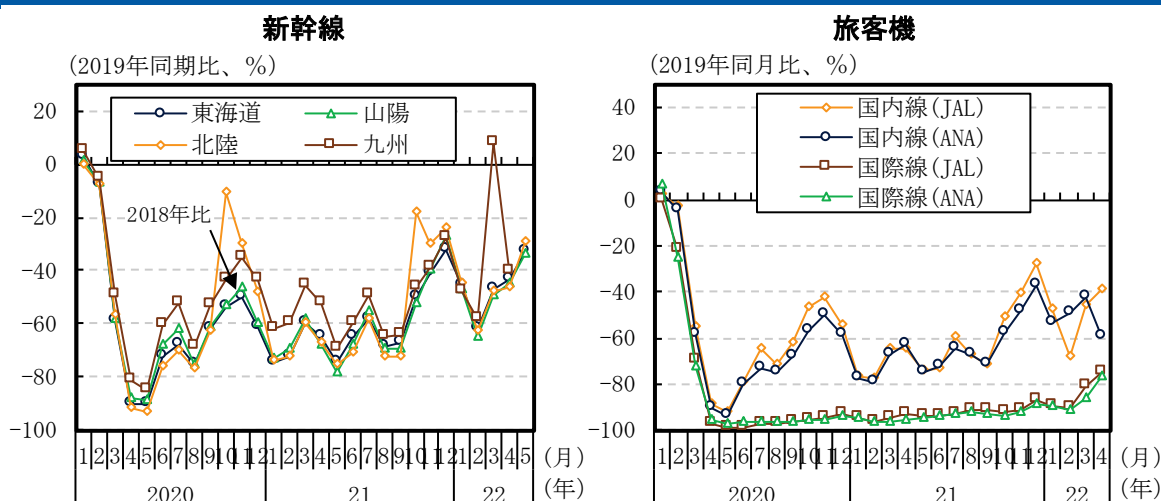 新幹線
(2019年同期比、%)
東海道
山陽
北陸
九州
2018年比
20
0
-20
-40
-60
-80
-100
1 2 3 4 5 6 7 8 9 10 11 12 1 2 3 4 5 6 7 8 9 10 11 12 1 2 3 4 5 (月)
2020 21 22 (年)
旅客機
(2019年同月比、%)
国内線(JAL)
国内線(ANA)
国際線(JAL)
国際線(ANA)
40
20
0
-20
-40
-60
-80
-100
1 2 3 4 5 6 7 8 9 10 11 12 1 2 3 4 5 6 7 8 9 10 11 12 1 2 3 4 (月)
2020 21 22 (年)